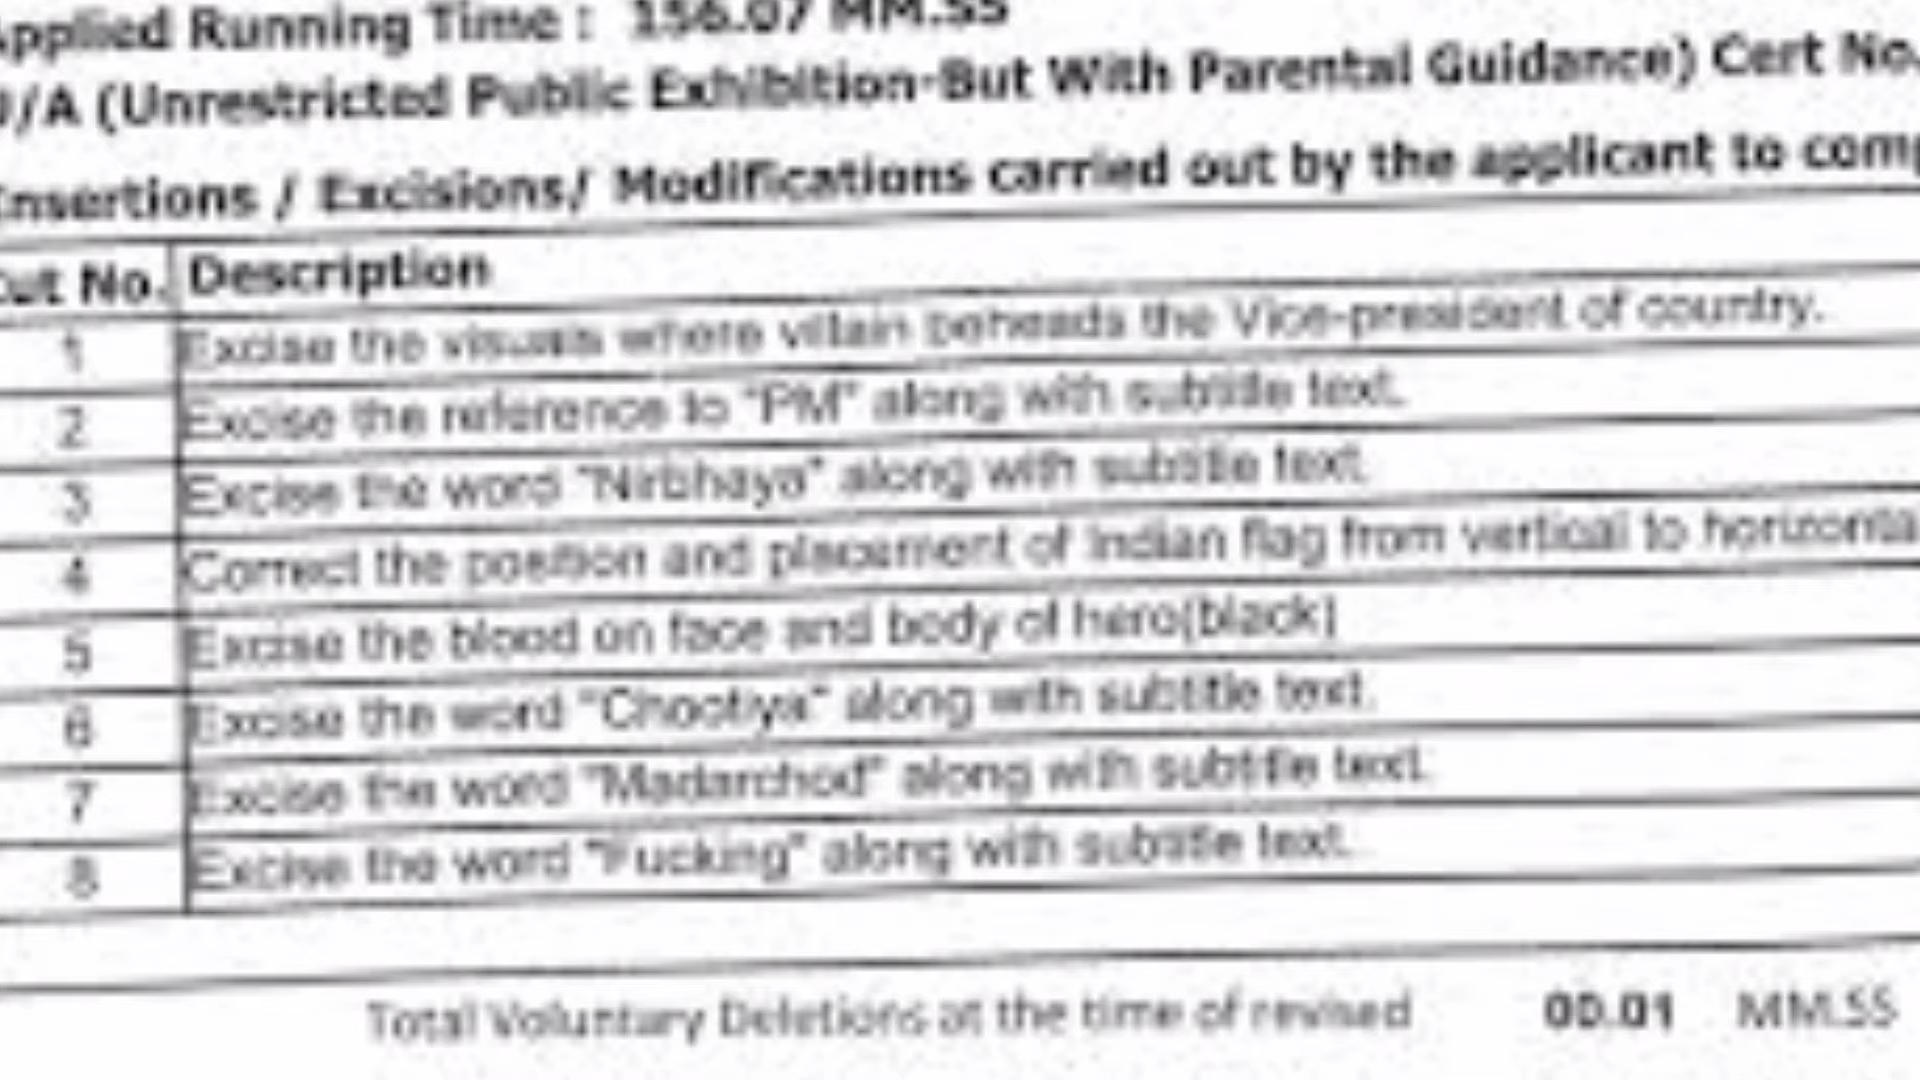 Applied Running Time : 156.07 MM.SS
U/A (Unrestricted Public Exhibition-But With Parental Guidance) Cert No.
Insertions / Excisions/ Modifications carried out by the applicant to comp
Cut No. Description
1 Excise the visuals where villain beheads the Vice-president of country.
2 Excise the reference to "PM" along with subtitle text.
3 Excise the word "Nirbhaya" along with subtitle text.
4 Correct the position and placement of Indian flag from vertical to horizonta
5 Excise the blood on face and body of hero(black)
6 Excise the word "Chootiya" along with subtitle text.
7 Excise the word "Madarchod" along with subtitle text.
8 Excise the word "Fucking" along with subtitle text.
Total Voluntary Deletions at the time of revised 00.01 MM.SS